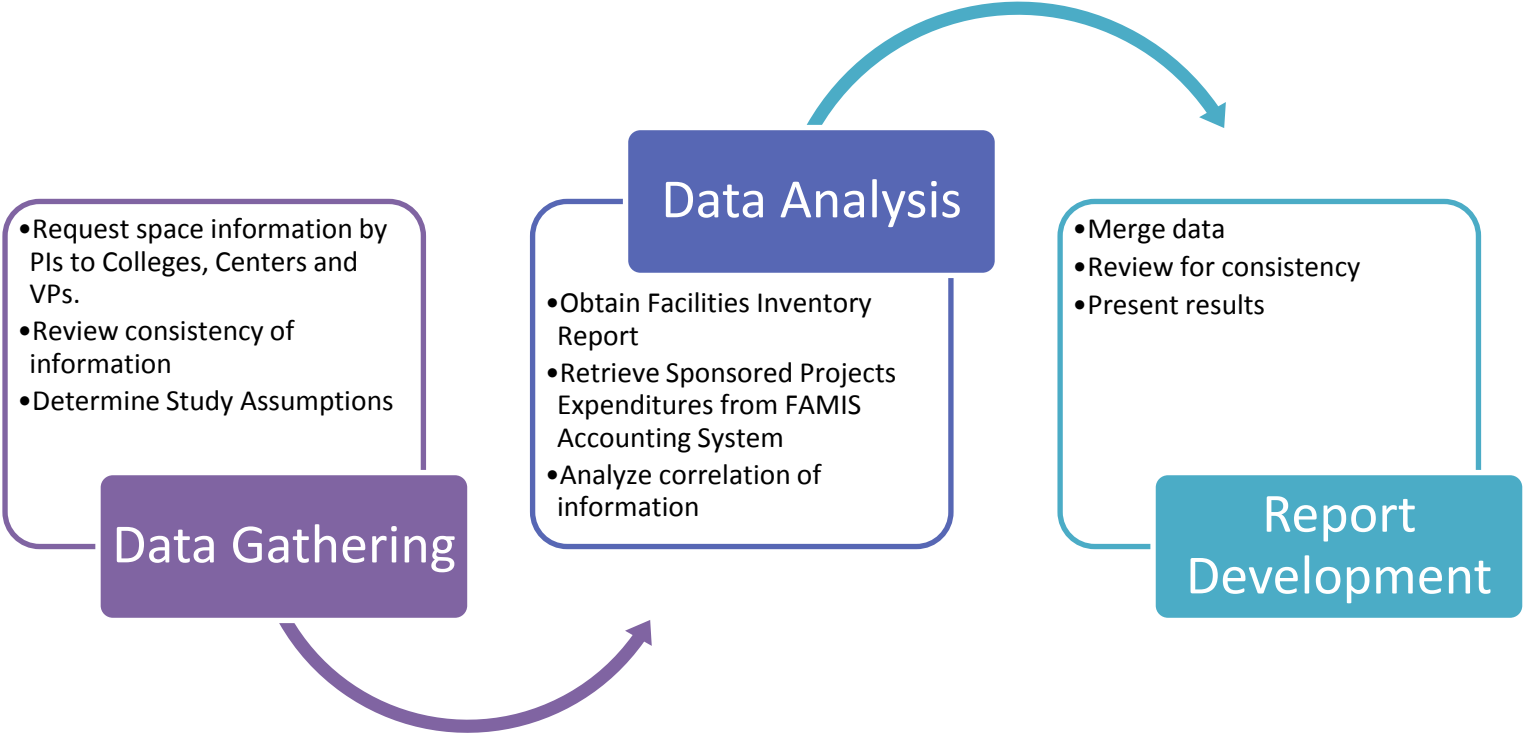 •Request space information by
PIs to Colleges, Centers and
VPs.
•Review consistency of
information
•Determine Study Assumptions
Data Gathering
Data Analysis
•Obtain Facilities Inventory
Report
•Retrieve Sponsored Projects
Expenditures from FAMIS
Accounting System
•Analyze correlation of
information
•Merge data
•Review for consistency
•Present results
Report
Development